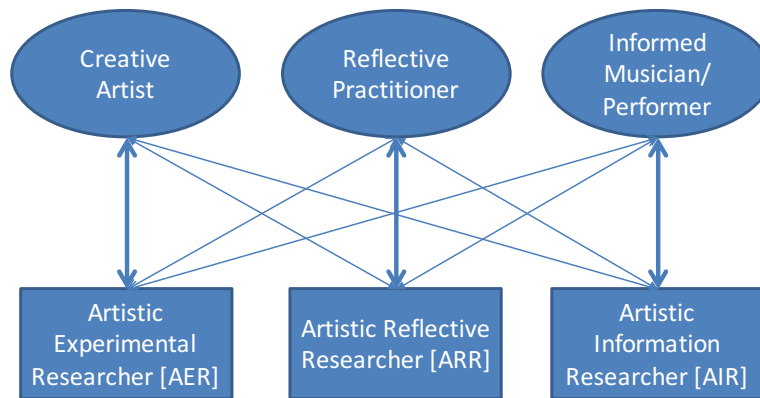 Creative
Artist
Reflective
Practitioner
Informed
Musician/
Performer
Artistic
Experimental
Researcher [AER]
Artistic Reflective
Researcher [ARR]
Artistic
Information
Researcher [AIR]